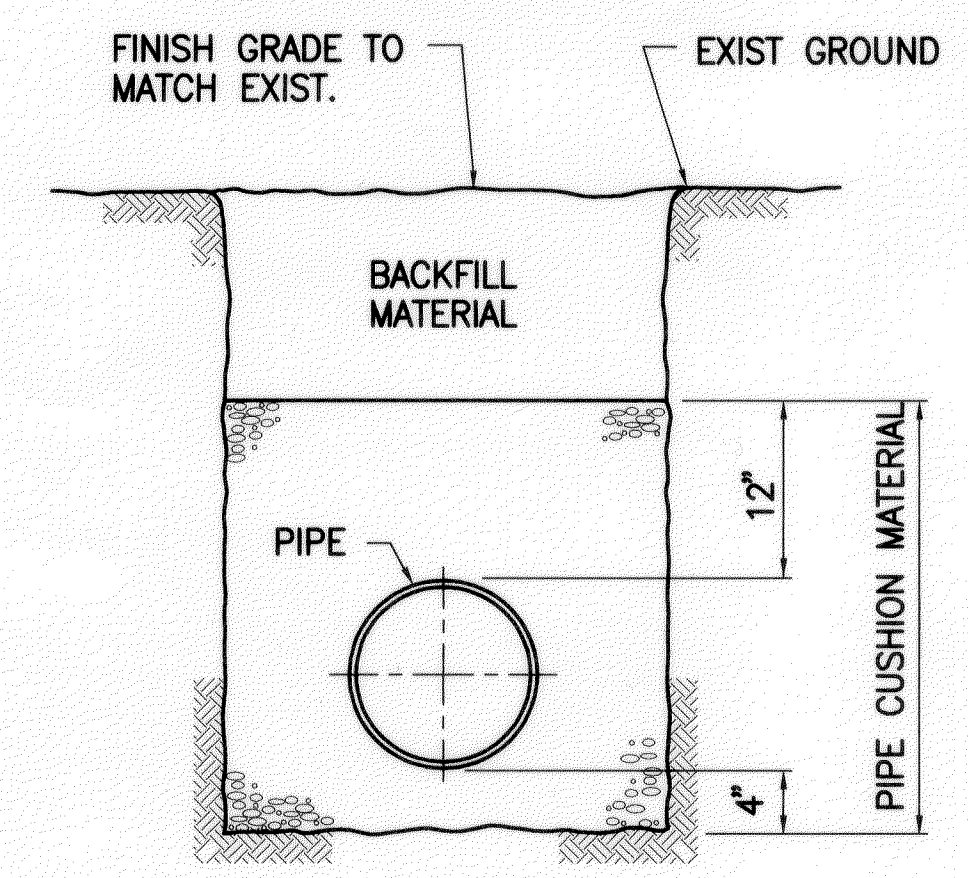 FINISH GRADE TO
MATCH EXIST.
EXIST GROUND
BACKFILL
MATERIAL
12"
PIPE
PIPE CUSHION MATERIAL
4"